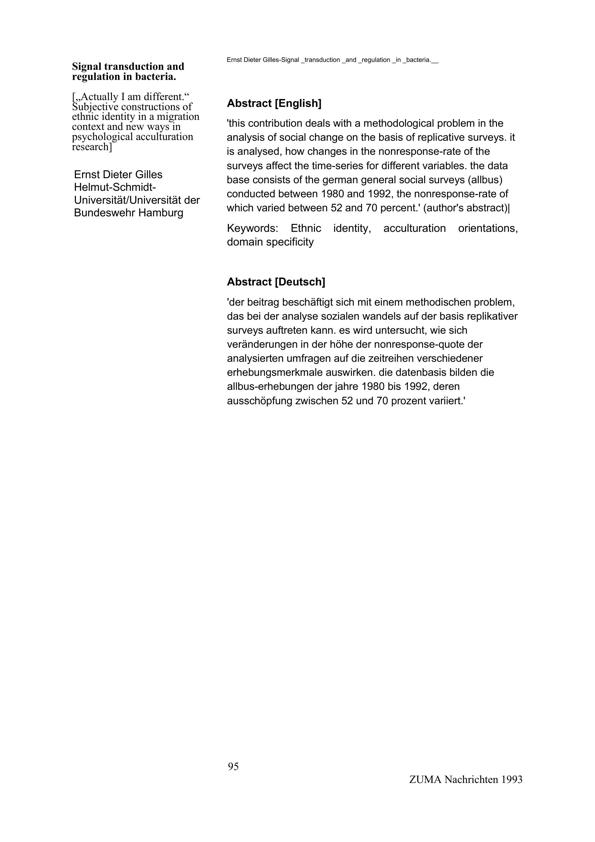 Ernst Dieter Gilles-Signal _transduction _and _regulation _in _bacteria.__
Signal transduction and
regulation in bacteria.
[„Actually I am different.“
Subjective constructions of
ethnic identity in a migration
context and new ways in
psychological acculturation
research]
Ernst Dieter Gilles
Helmut-Schmidt-
Universität/Universität der
Bundeswehr Hamburg
Abstract [English]
'this contribution deals with a methodological problem in the
analysis of social change on the basis of replicative surveys. it
is analysed, how changes in the nonresponse-rate of the
surveys affect the time-series for different variables. the data
base consists of the german general social surveys (allbus)
conducted between 1980 and 1992, the nonresponse-rate of
which varied between 52 and 70 percent.' (author's abstract)|
Keywords: Ethnic identity, acculturation orientations,
domain specificity
Abstract [Deutsch]
'der beitrag beschäftigt sich mit einem methodischen problem,
das bei der analyse sozialen wandels auf der basis replikativer
surveys auftreten kann. es wird untersucht, wie sich
veränderungen in der höhe der nonresponse-quote der
analysierten umfragen auf die zeitreihen verschiedener
erhebungsmerkmale auswirken. die datenbasis bilden die
allbus-erhebungen der jahre 1980 bis 1992, deren
ausschöpfung zwischen 52 und 70 prozent variiert.'
95
ZUMA Nachrichten 1993